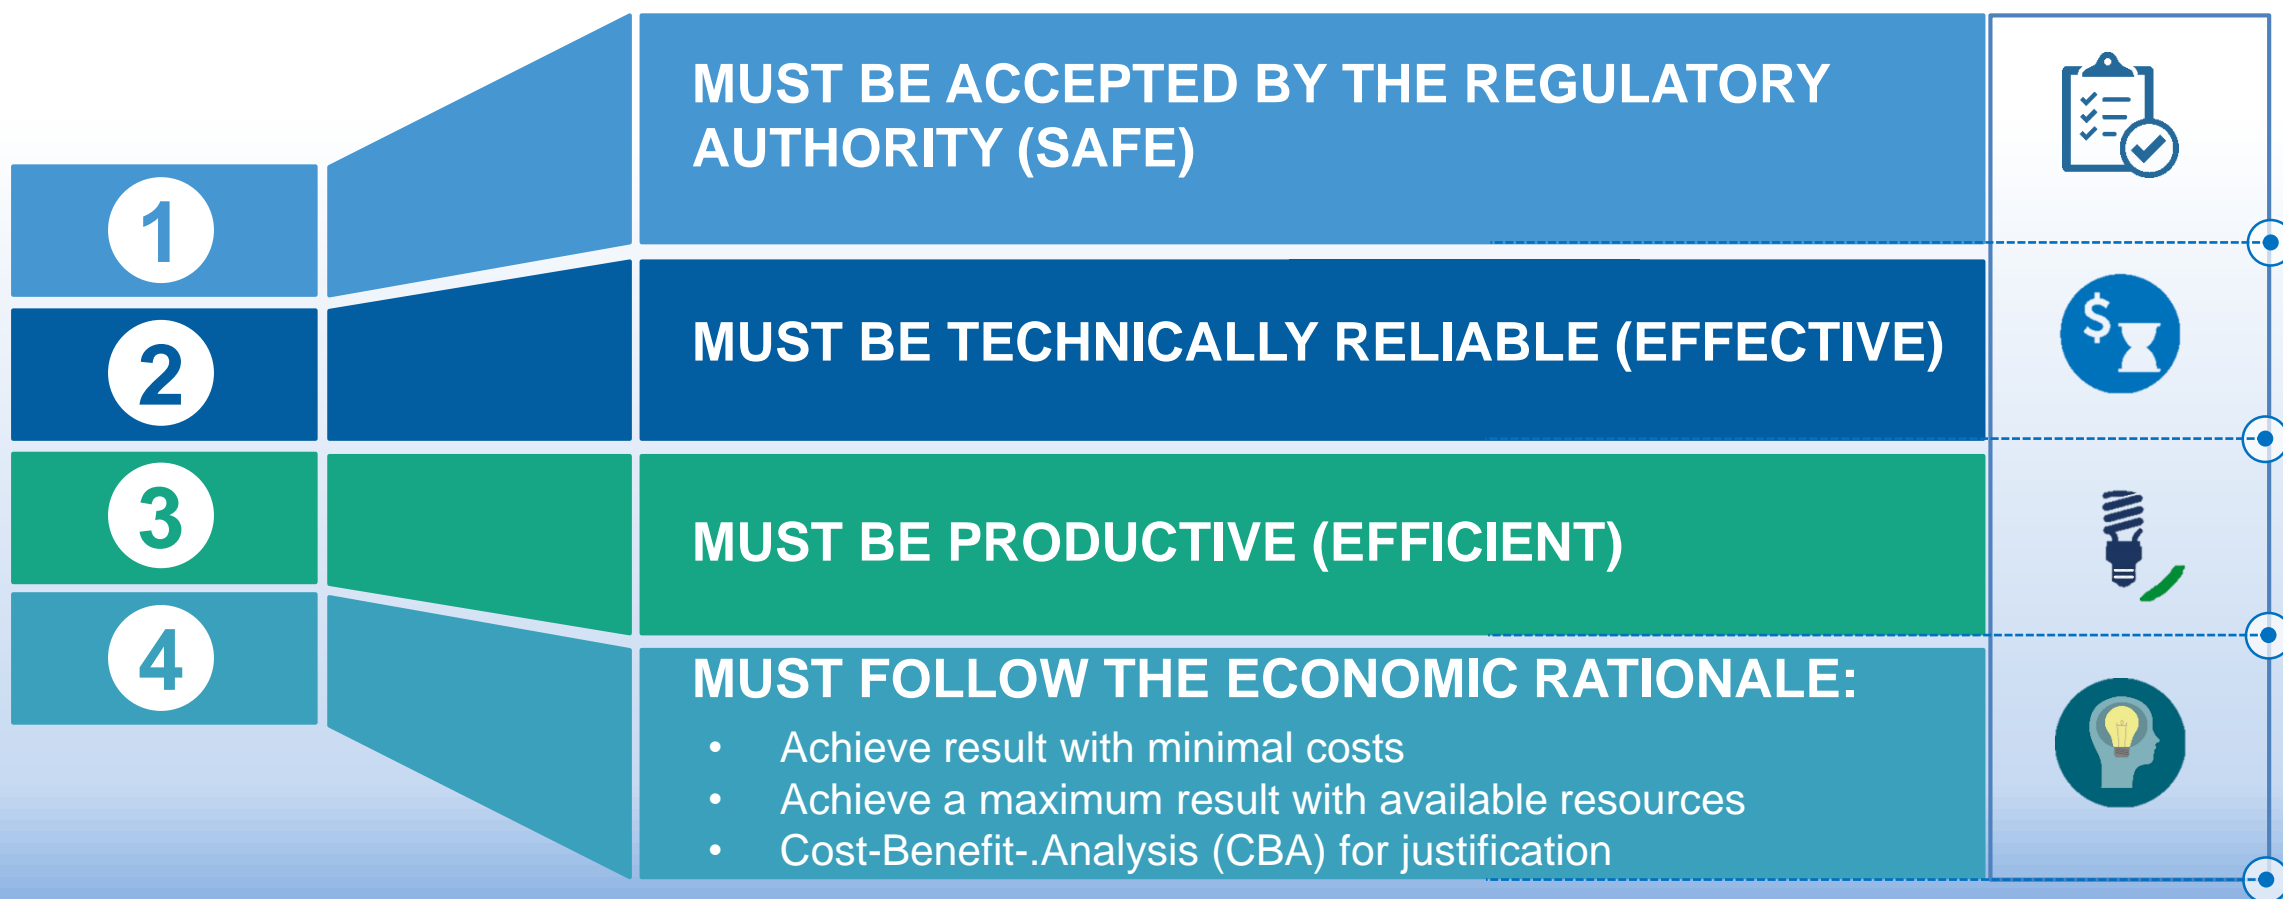 1
MUST BE ACCEPTED BY THE REGULATORY
AUTHORITY (SAFE)
2
MUST BE TECHNICALLY RELIABLE (EFFECTIVE)
$
3
MUST BE PRODUCTIVE (EFFICIENT)
4
MUST FOLLOW THE ECONOMIC RATIONALE:
• Achieve result with minimal costs
• Achieve a maximum result with available resources
• Cost-Benefit-.Analysis (CBA) for justification